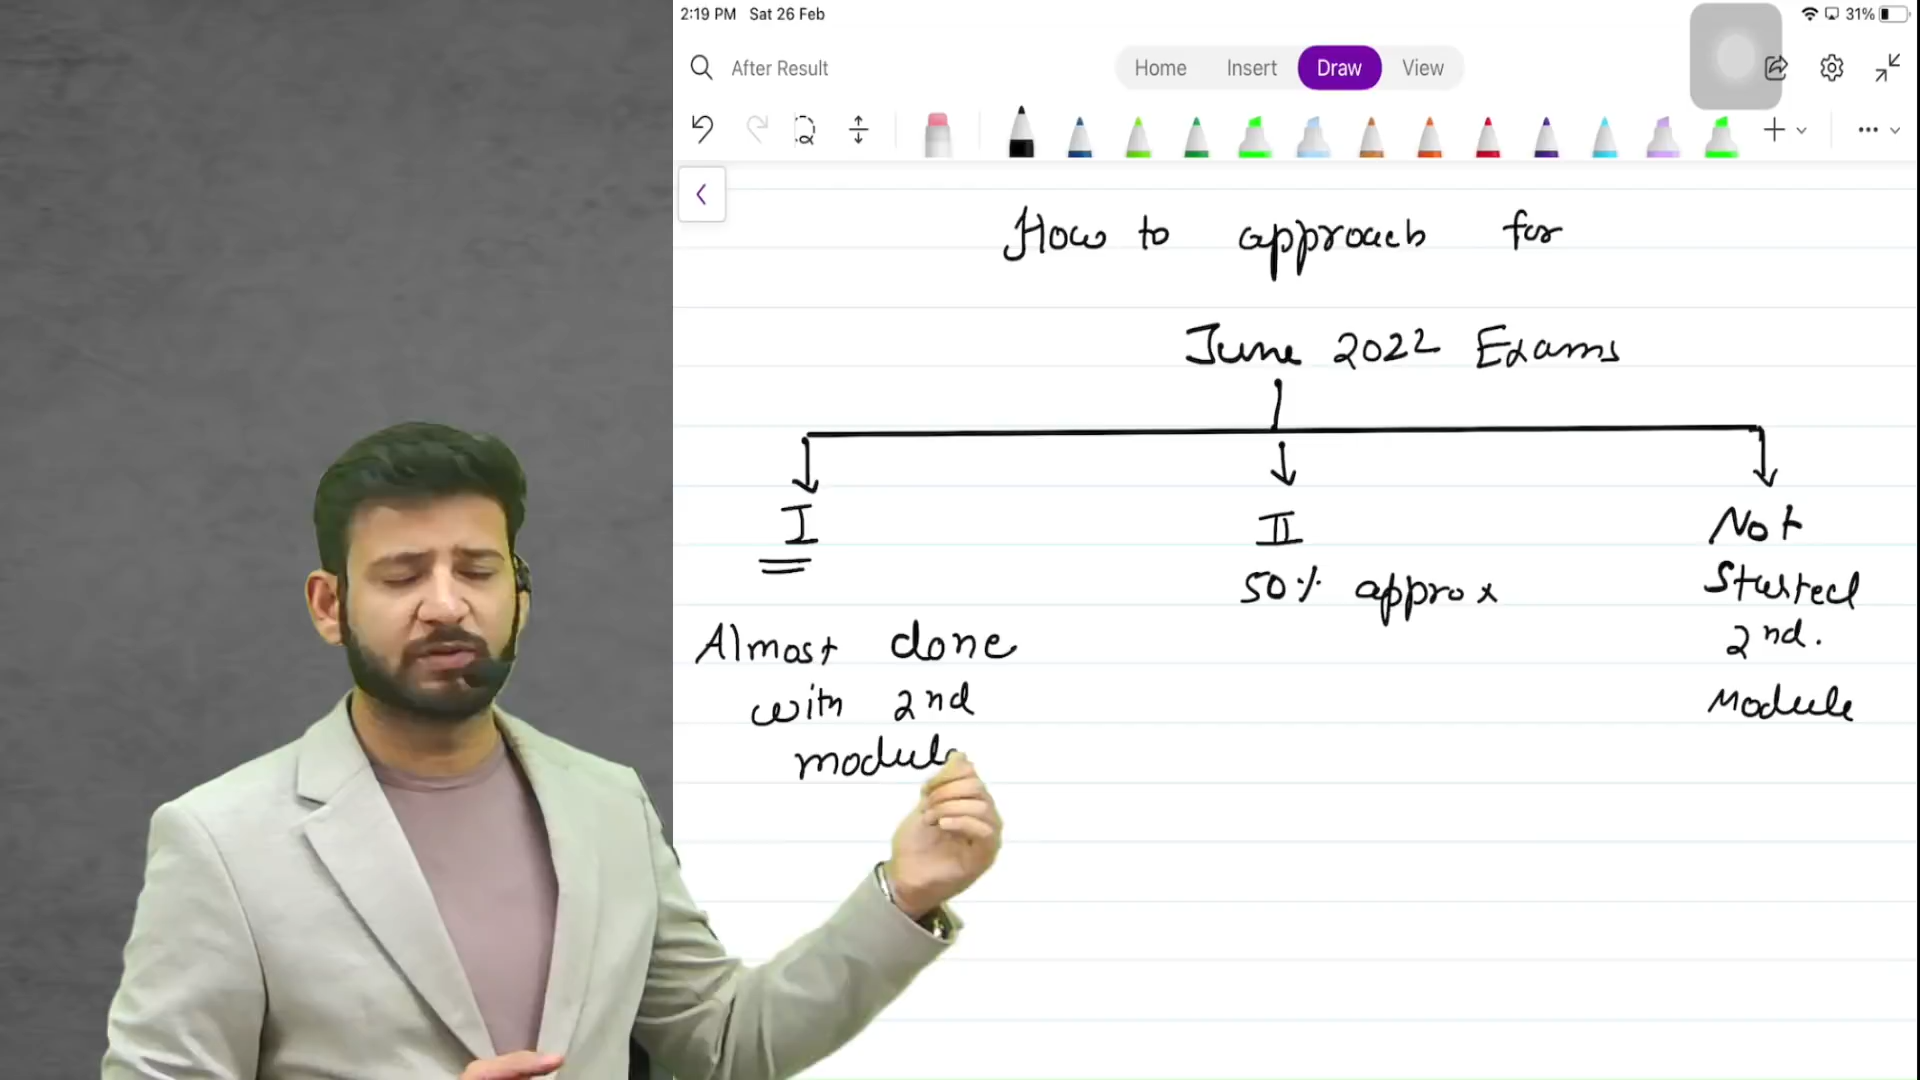 2:19 PM Sat 26 Feb
31%
After Result
Home Insert Draw View
How to approach for
June 2022 Exams
I
II
Not
50% approx
Started
Almost done
2nd.
with 2nd
Module
module